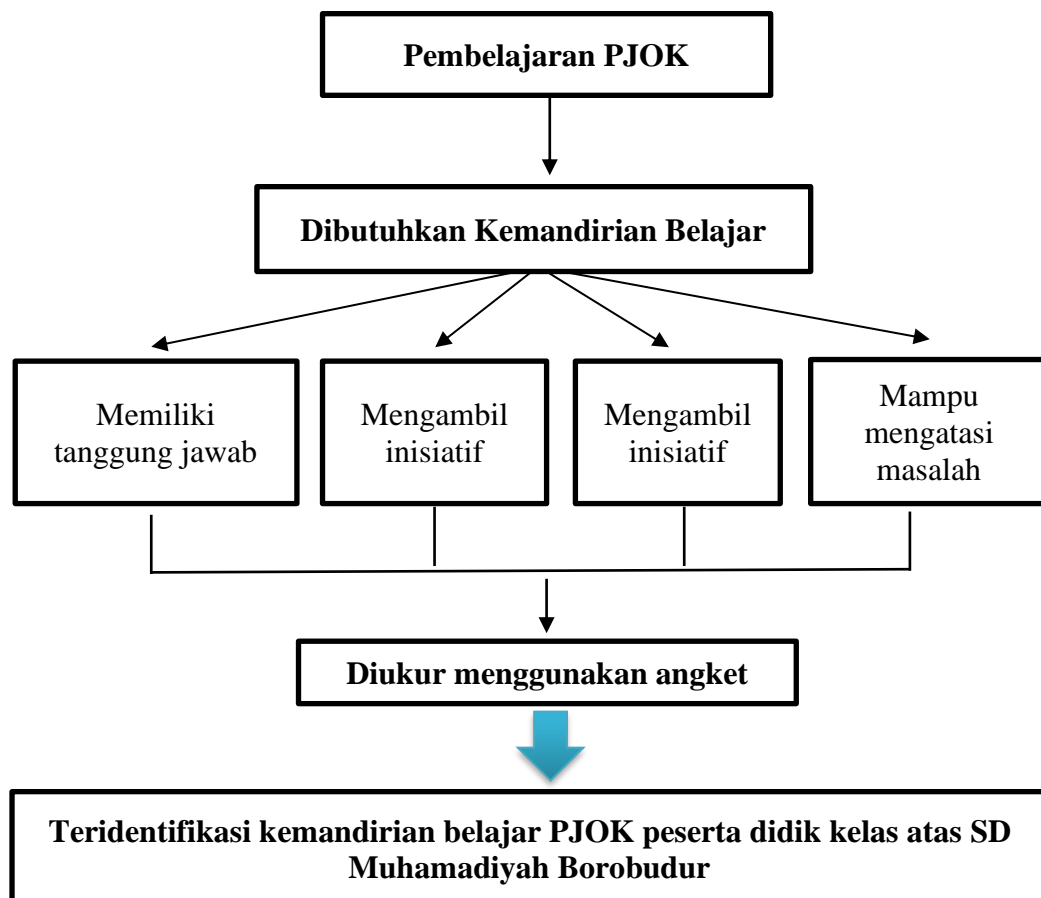 Pembelajaran PJOK
Dibutuhkan Kemandirian Belajar
Memiliki
tanggung jawab
Mengambil
inisiatif
Mengambil
inisiatif
Mampu
mengatasi
masalah
Diukur menggunakan angket
Teridentifikasi kemandirian belajar PJOK peserta didik kelas atas SD
Muhamadiyah Borobudur